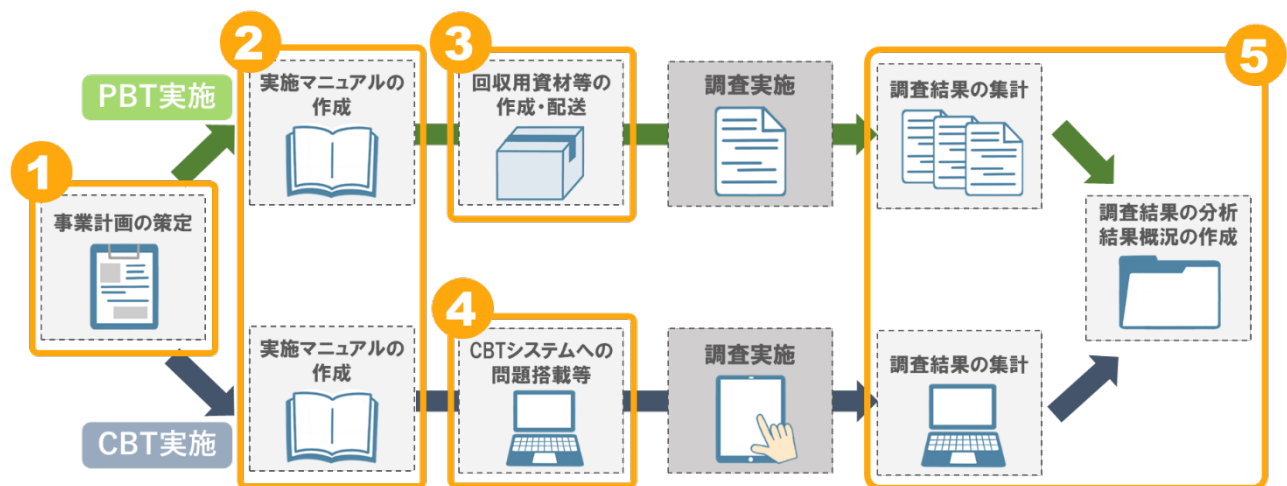 1
事業計画の策定
PBT実施
CBT実施
2
実施マニュアルの
作成
実施マニュアルの
作成
3
回収用資材等の
作成・配送
4
CBTシステムへの
問題搭載等
調査実施
調査実施
5
調査結果の集計
調査結果の集計
調査結果の分析
結果概況の作成